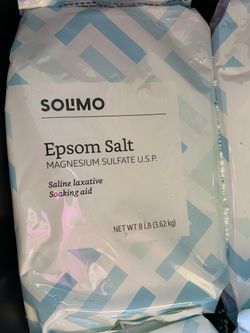 SOLIMO
Epsom Salt
MAGNESIUM SULFATE U.S.P.
Saline laxative
Soaking aid
NET WT 8 LB (3.62 kg)